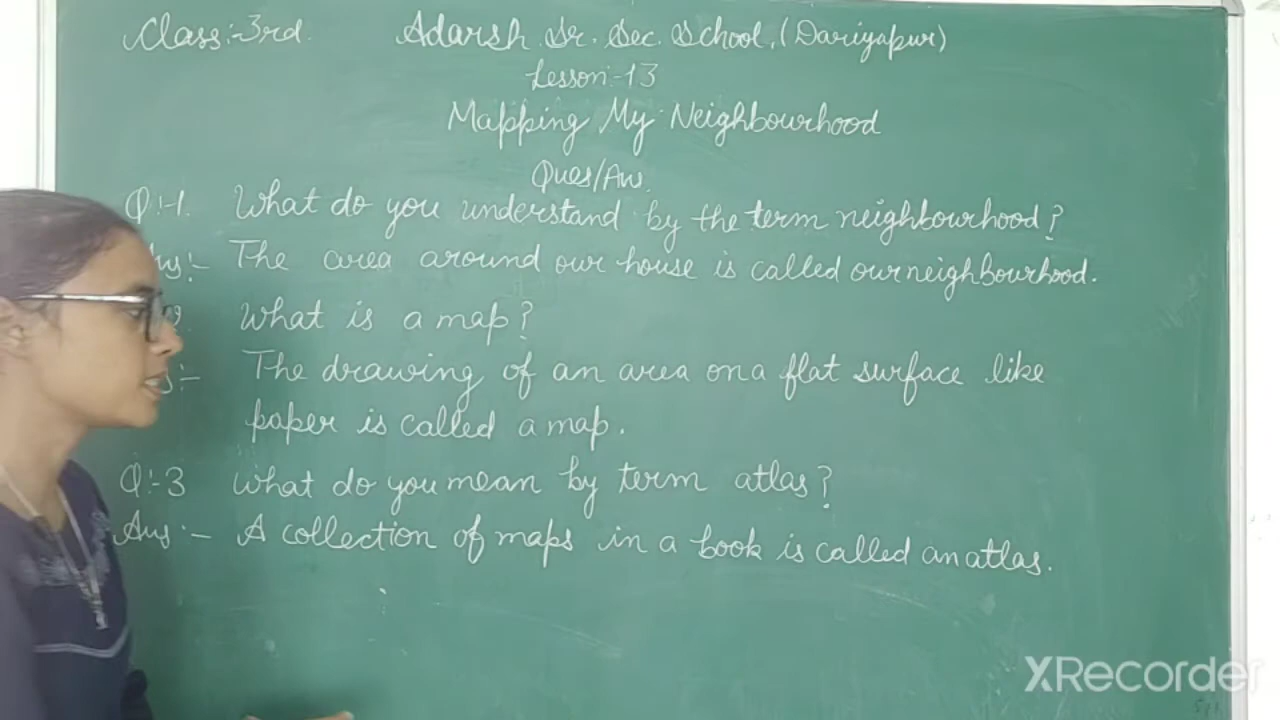 Class:-3rd. Adarsh Sr. Sec. School, (Dariyapur)
Lesson:-13
Mapping My Neighbourhood
Ques/Ans.
Q:-1. What do you understand by the term neighbourhood?
:- The area around our house is called our neighbourhood.
What is a map?
:- The drawing of an area on a flat surface like
paper is called a map.
Q:-3 What do you mean by term atlas?
Ans:- A collection of maps in a book is called an atlas.
XRecorder